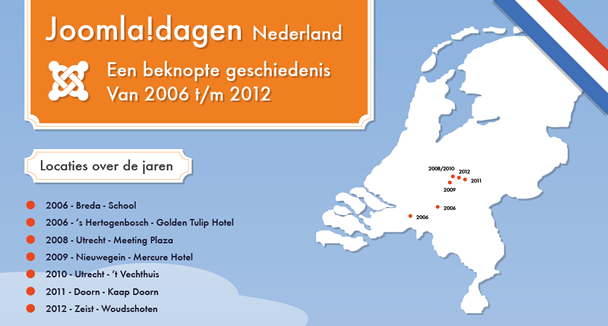 Joomla!dagen Nederland
Een beknopte geschiedenis
Van 2006 t/m 2012
Locaties over de jaren
2006 - Breda - School
2006 - 's Hertogenbosch - Golden Tulip Hotel
2008 - Utrecht - Meeting Plaza
2009 - Nieuwegein - Mercure Hotel
2010 - Utrecht - 't Vechthuis
2011 - Doorn - Kaap Doorn
2012 - Zeist - Woudschoten
2008/2010
2012
2011
2009
2006
2006